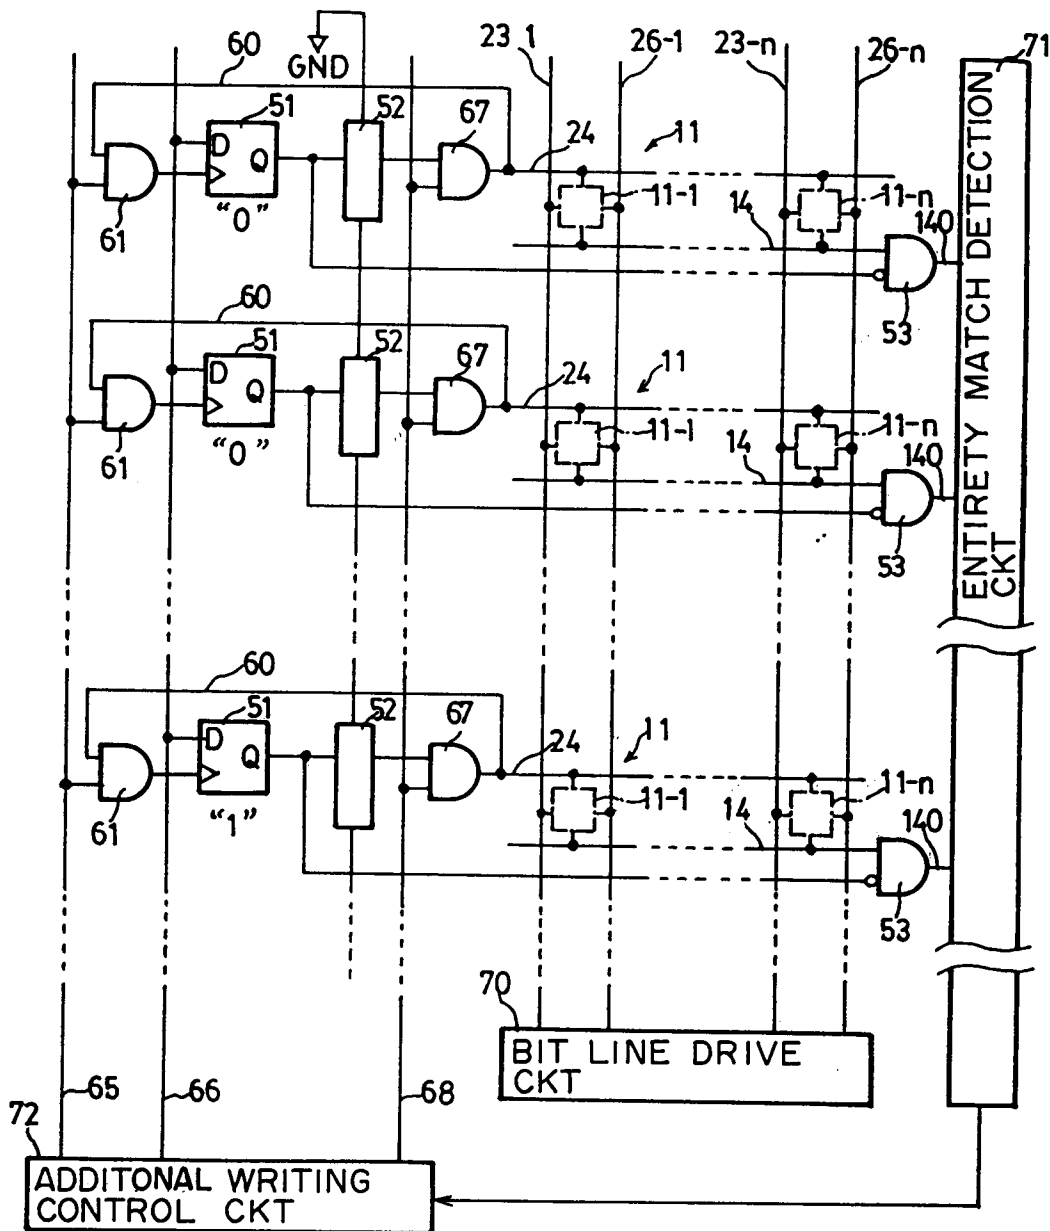 23-1
26-1
23-n
26-n
71
60
GND
51
52
67
24
11
D
Q
11-1
11-n
14
140
"0"
61
53
ENTIRETY MATCH DETECTION
CKT
60
51
52
67
24
11
D
Q
11-1
11-n
14
140
"0"
61
53
60
51
52
67
24
11
D
Q
11-1
11-n
14
140
"1"
61
53
70
BIT LINE DRIVE
CKT
65
66
68
72
ADDITONAL WRITING
CONTROL CKT